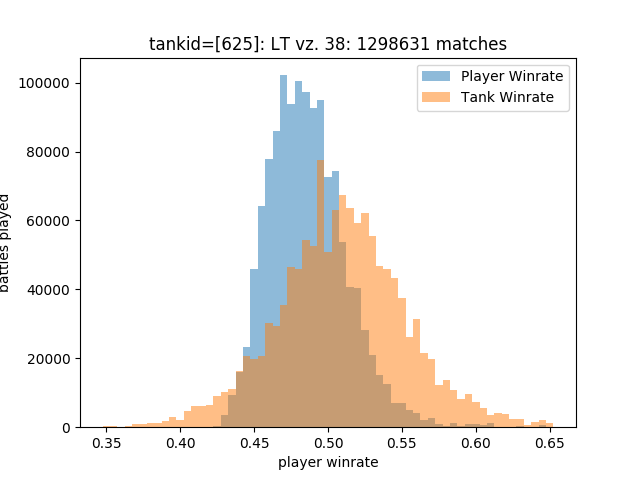 tankid=[625]: LT vz. 38: 1298631 matches
Player Winrate
Tank Winrate
100000
80000
60000
40000
20000
0
battles played
0.35 0.40 0.45 0.50 0.55 0.60 0.65
player winrate